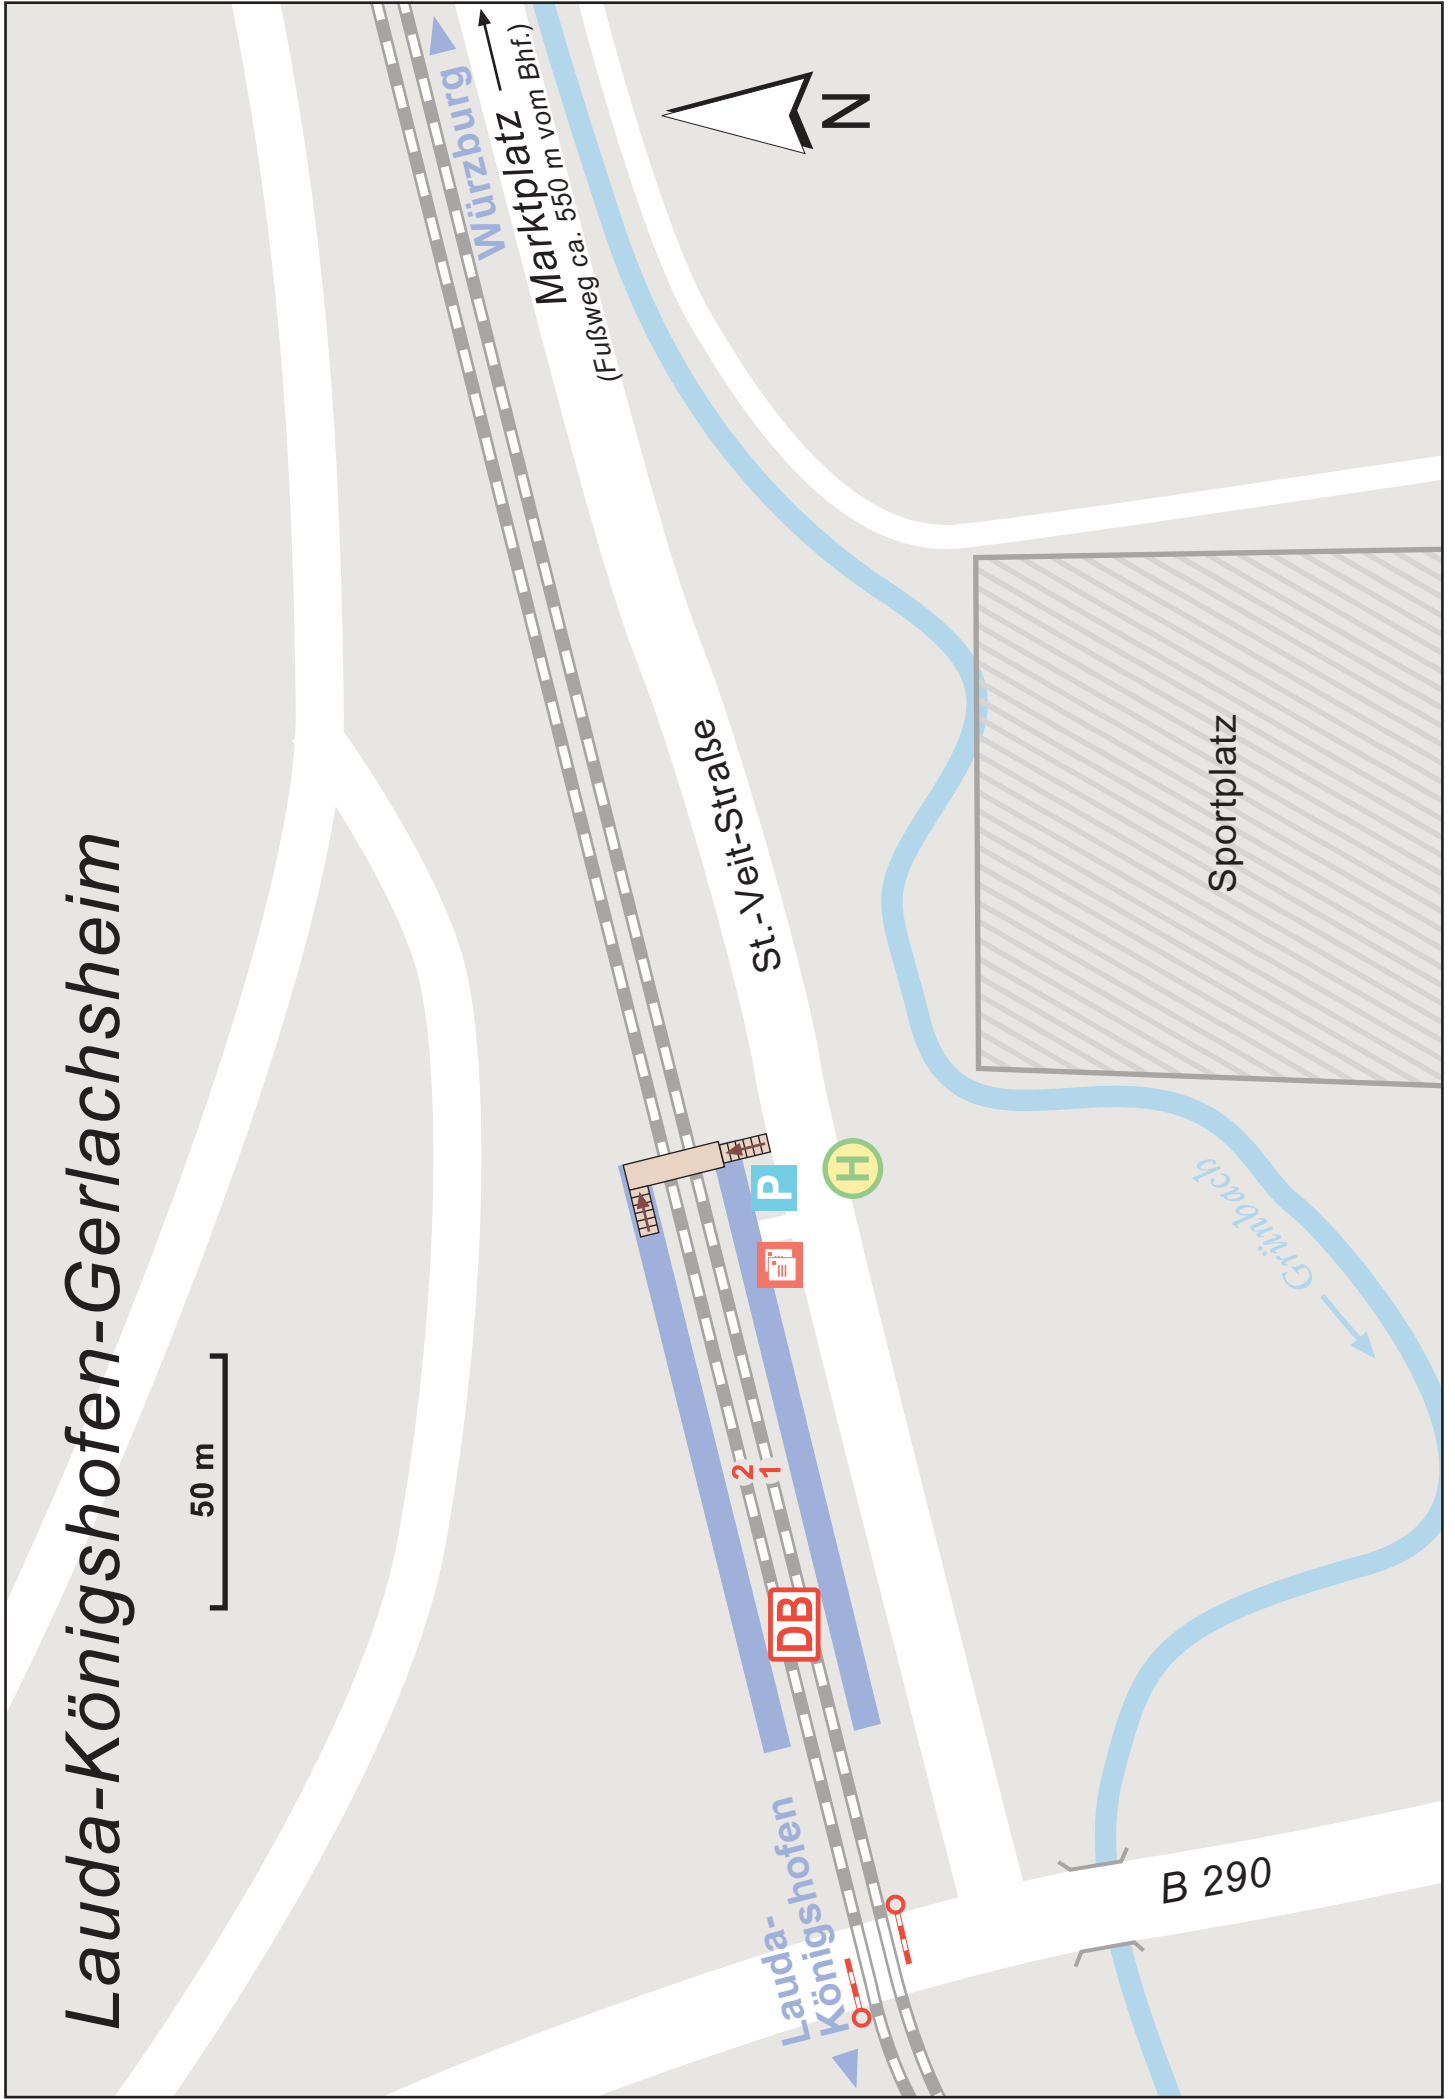 Lauda-Königshofen-Gerlachsheim
50 m
Würzburg
Marktplatz
(Fußweg ca. 550 m vom Bhf.)
N
St.-Veit-Straße
Sportplatz
P
H
2
1
DB
Grünbach
Lauda-
Königshofen
B 290